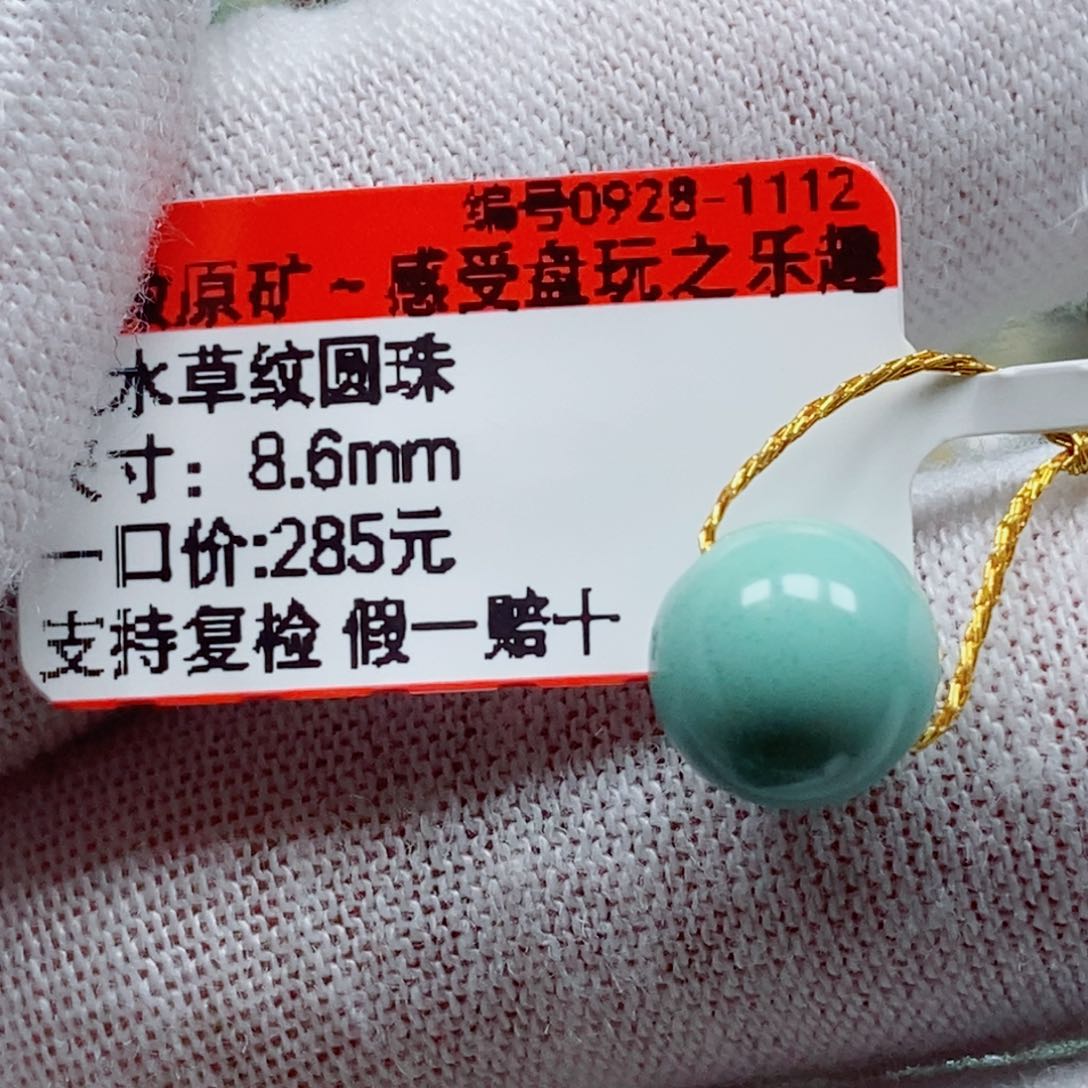 编号0928-1112
原矿~感受盘玩之乐趣
水草纹圆珠
寸：8.6mm
一口价:285元
支持复检 假一赔十